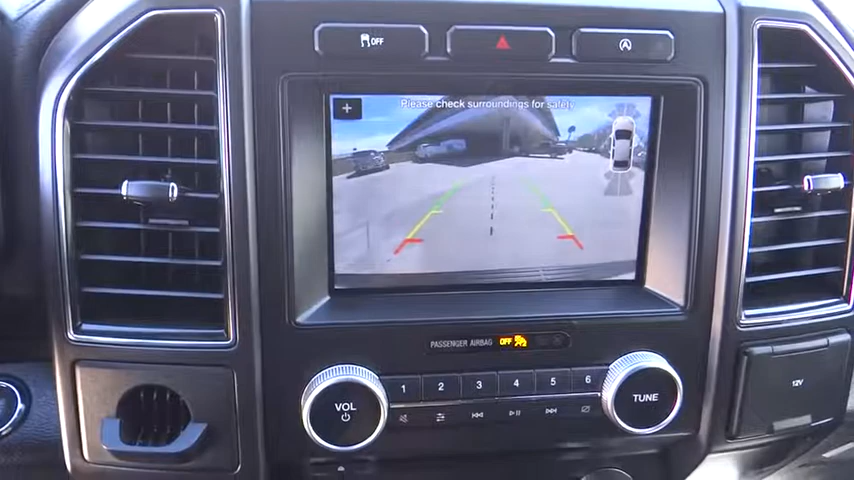 OFF
Please check surroundings for safety
PASSENGER AIRBAG OFF
1 2 3 4 5 6
VOL
TUNE
12V